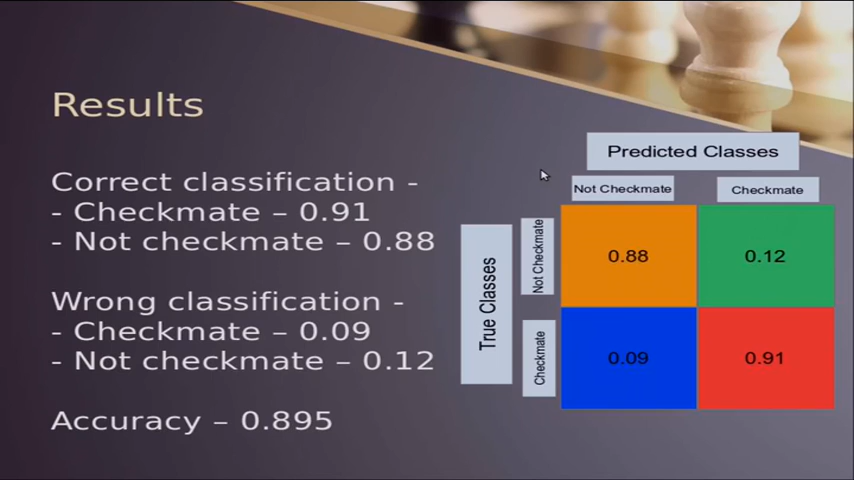 Results
Correct classification -
- Checkmate – 0.91
- Not checkmate – 0.88
Wrong classification -
- Checkmate – 0.09
- Not checkmate – 0.12
Accuracy – 0.895
Predicted Classes
Not Checkmate
Checkmate
True Classes
Not Checkmate
0.88
0.12
Checkmate
0.09
0.91